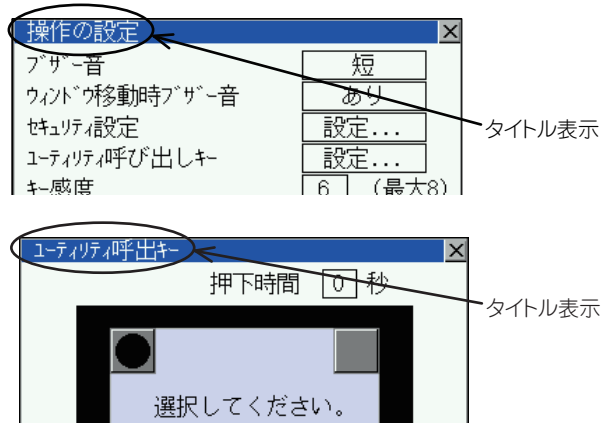 操作の設定 ×
ﾌﾞｻﾞｰ音 短
ｳｨﾝﾄﾞｳ移動時ﾌﾞｻﾞｰ音 あり
ｾｷｭﾘﾃｨ設定 設定...
タイトル表示
ﾕｰﾃｨﾘﾃｨ呼び出しｷｰ 設定...
ｷｰ感度 6 (最大8)
ﾕｰﾃｨﾘﾃｨ呼出ｷｰ ×
押下時間 0 秒
タイトル表示
選択してください。